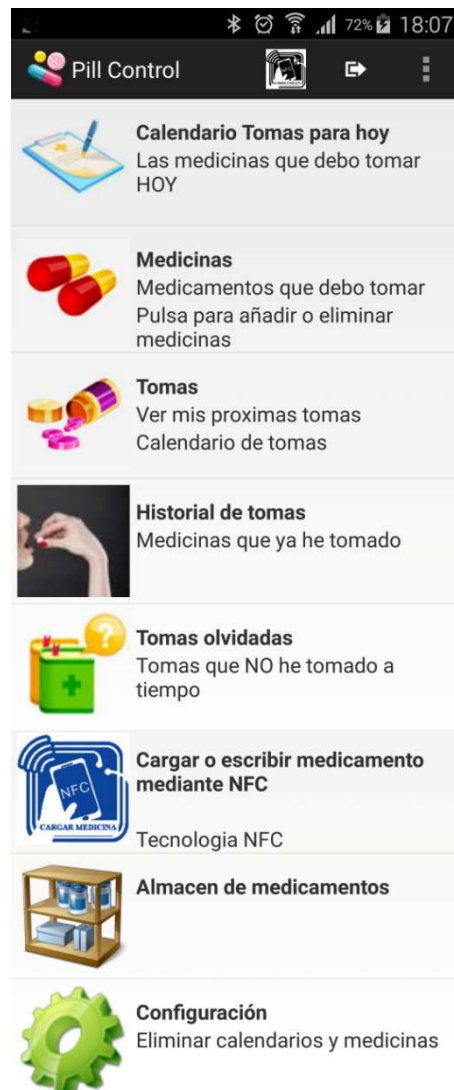 72% 18:07
Pill Control
Calendario Tomas para hoy
Las medicinas que debo tomar
HOY
Medicinas
Medicamentos que debo tomar
Pulsa para añadir o eliminar
medicinas
Tomas
Ver mis proximas tomas
Calendario de tomas
Historial de tomas
Medicinas que ya he tomado
Tomas olvidadas
Tomas que NO he tomado a
tiempo
NFC
CARGAR MEDICINA
Cargar o escribir medicamento
mediante NFC
Tecnologia NFC
Almacen de medicamentos
Configuración
Eliminar calendarios y medicinas